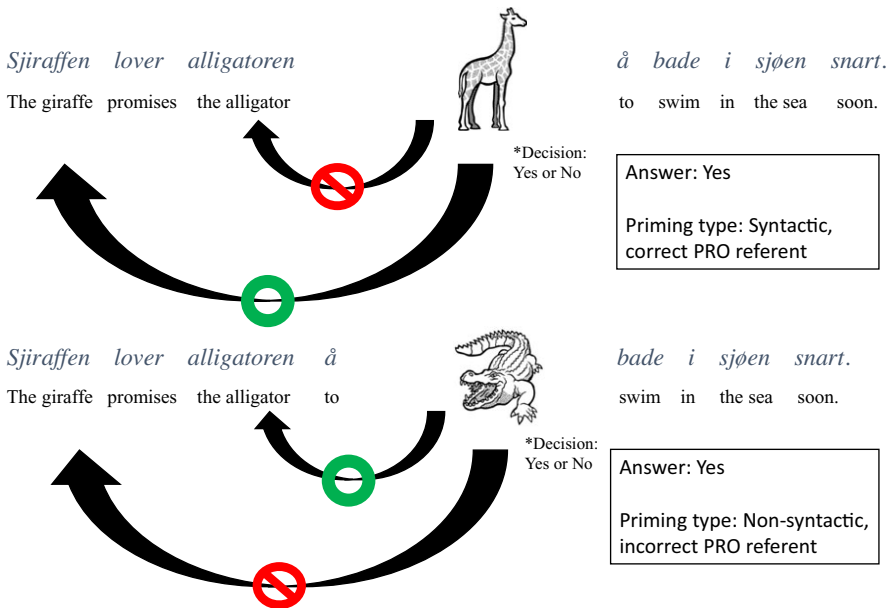 Sjiraffen lover alligatoren å bade i sjøen snart.
The giraffe promises the alligator to swim in the sea soon.
*Decision:
Yes or No
Answer: Yes
Priming type: Syntactic,
correct PRO referent
Sjiraffen lover alligatoren å bade i sjøen snart.
The giraffe promises the alligator to swim in the sea soon.
*Decision:
Yes or No
Answer: Yes
Priming type: Non-syntactic,
incorrect PRO referent